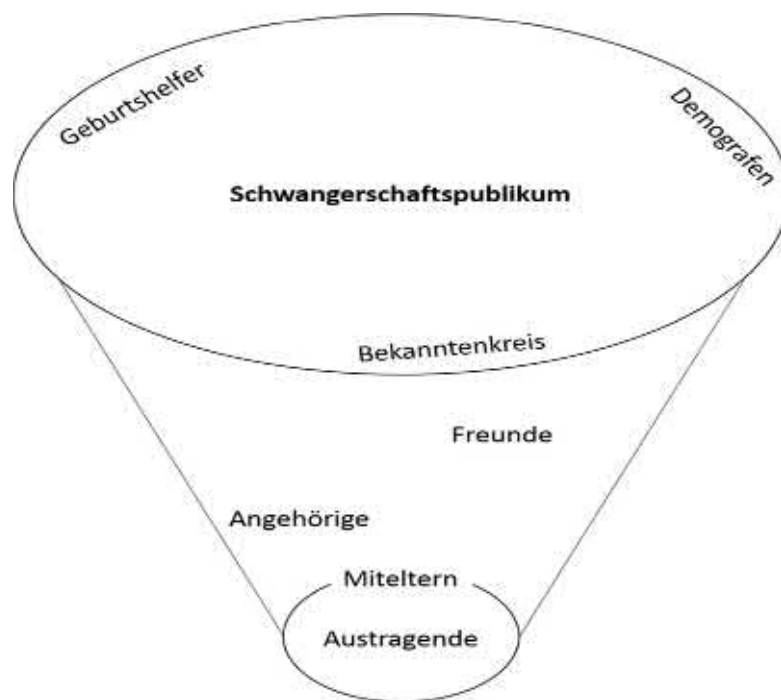 Geburtshelfer
Demografen
Schwangerschaftspublikum
Bekanntenkreis
Freunde
Angehörige
Miteltern
Austragende